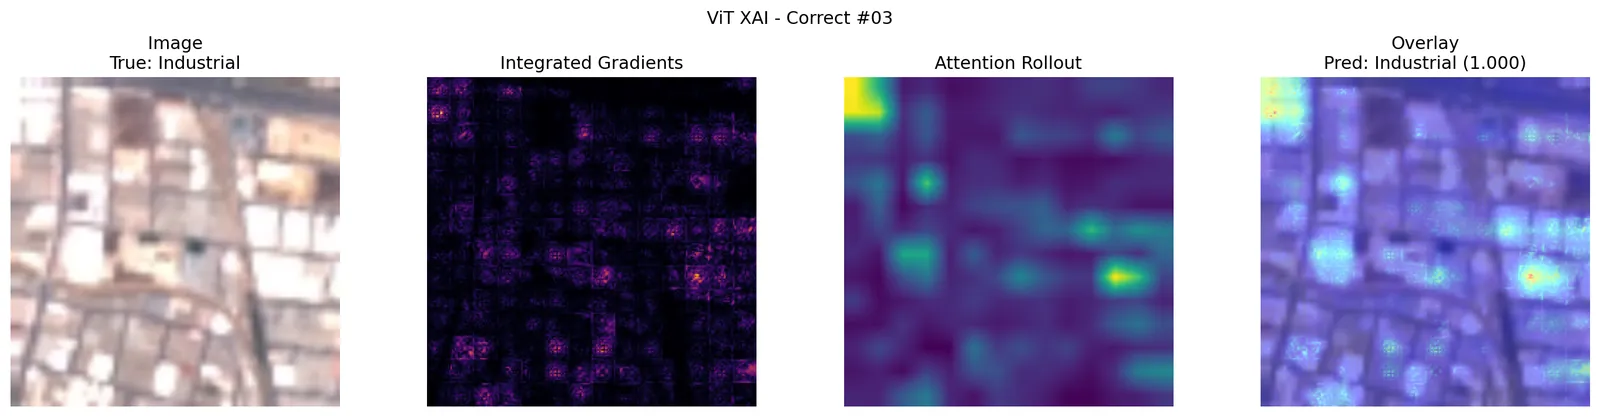 ViT XAI - Correct #03
Image
True: Industrial
Integrated Gradients
Attention Rollout
Overlay
Pred: Industrial (1.000)